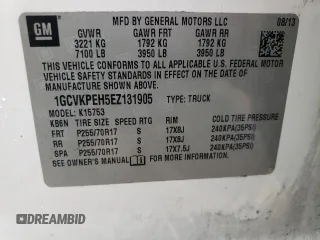 GM
MFD BY GENERAL MOTORS LLC
08/13
GVWR GAWR FRT GAWR RR
3221 KG 1792 KG 1792 KG
7100 LB 3950 LB 3950 LB
THIS VEHICLE CONFORMS TO ALL APPLICABLE U.S. FEDERAL MOTOR
VEHICLE SAFETY STANDARDS IN EFFECT ON THE DATE OF
MANUFACTURE SHOWN ABOVE.
1GCVKPEH5EZ131905 TYPE: TRUCK
MODEL: K15753
TIRE SIZE SPEED RTG RIM COLD TIRE PRESSURE
FRT P255/70R17 S 17X8J 240KPA(35PSI)
RR P255/70R17 S 17X8J 240KPA(35PSI)
SPA P255/70R17 S 17X7.5J 240KPA(35PSI)
DREAMBID